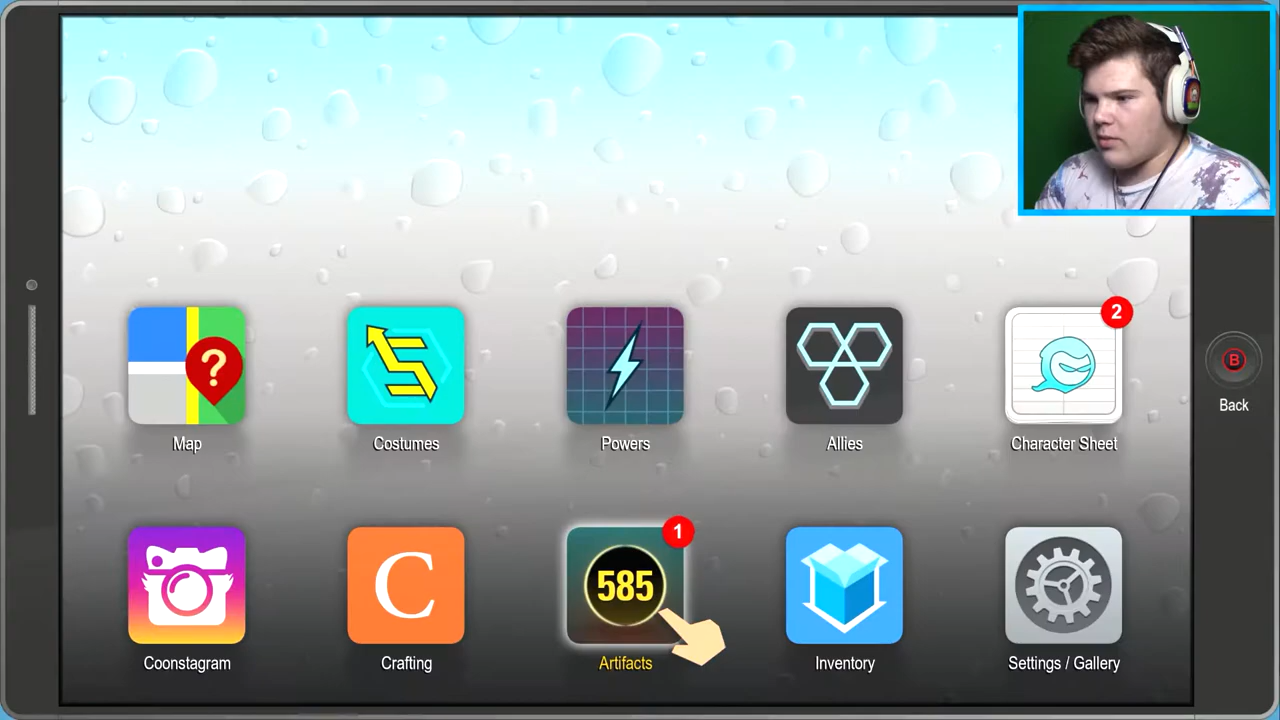 ?
2
B
Back
Map
Costumes
Powers
Allies
Character Sheet
C
585
1
Coonstagram
Crafting
Artifacts
Inventory
Settings / Gallery